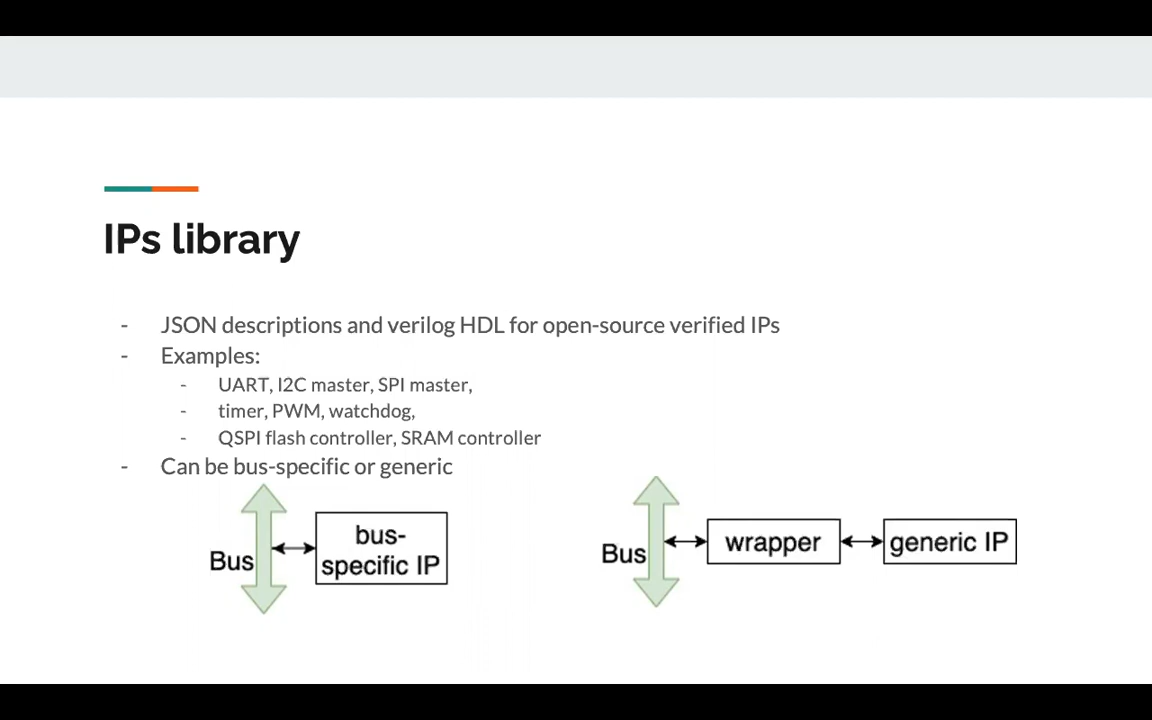 IPs library
- JSON descriptions and verilog HDL for open-source verified IPs
- Examples:
- UART, I2C master, SPI master,
- timer, PWM, watchdog,
- QSPI flash controller, SRAM controller
- Can be bus-specific or generic
Bus
bus-
specific IP
Bus
wrapper
generic IP